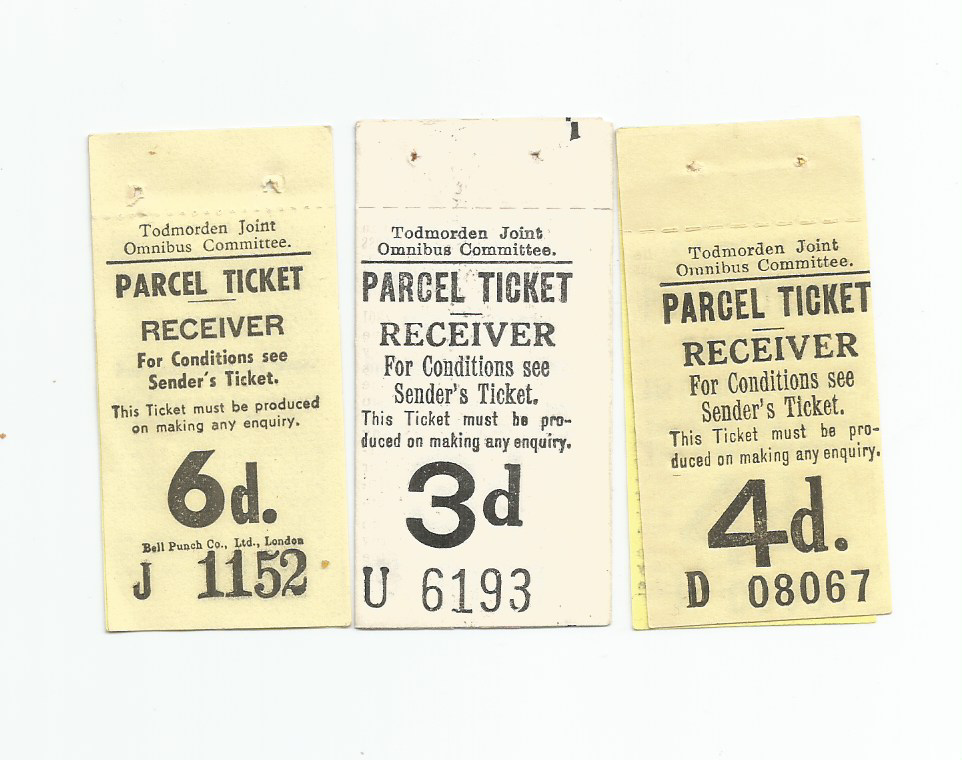 Todmorden Joint
Omnibus Committee.
PARCEL TICKET
RECEIVER
For Conditions see
Sender's Ticket.
This Ticket must be produced
on making any enquiry.
6d.
Bell Punch Co., Ltd., London
J 1152
Todmorden Joint
Omnibus Committee.
PARCEL TICKET
RECEIVER
For Conditions see
Sender's Ticket.
This Ticket must be pro-
duced on making any enquiry.
3d
U 6193
Todmorden Joint
Omnibus Committee.
PARCEL TICKET
RECEIVER
For Conditions see
Sender's Ticket.
This Ticket must be pro-
duced on making any enquiry.
4d.
D 08067